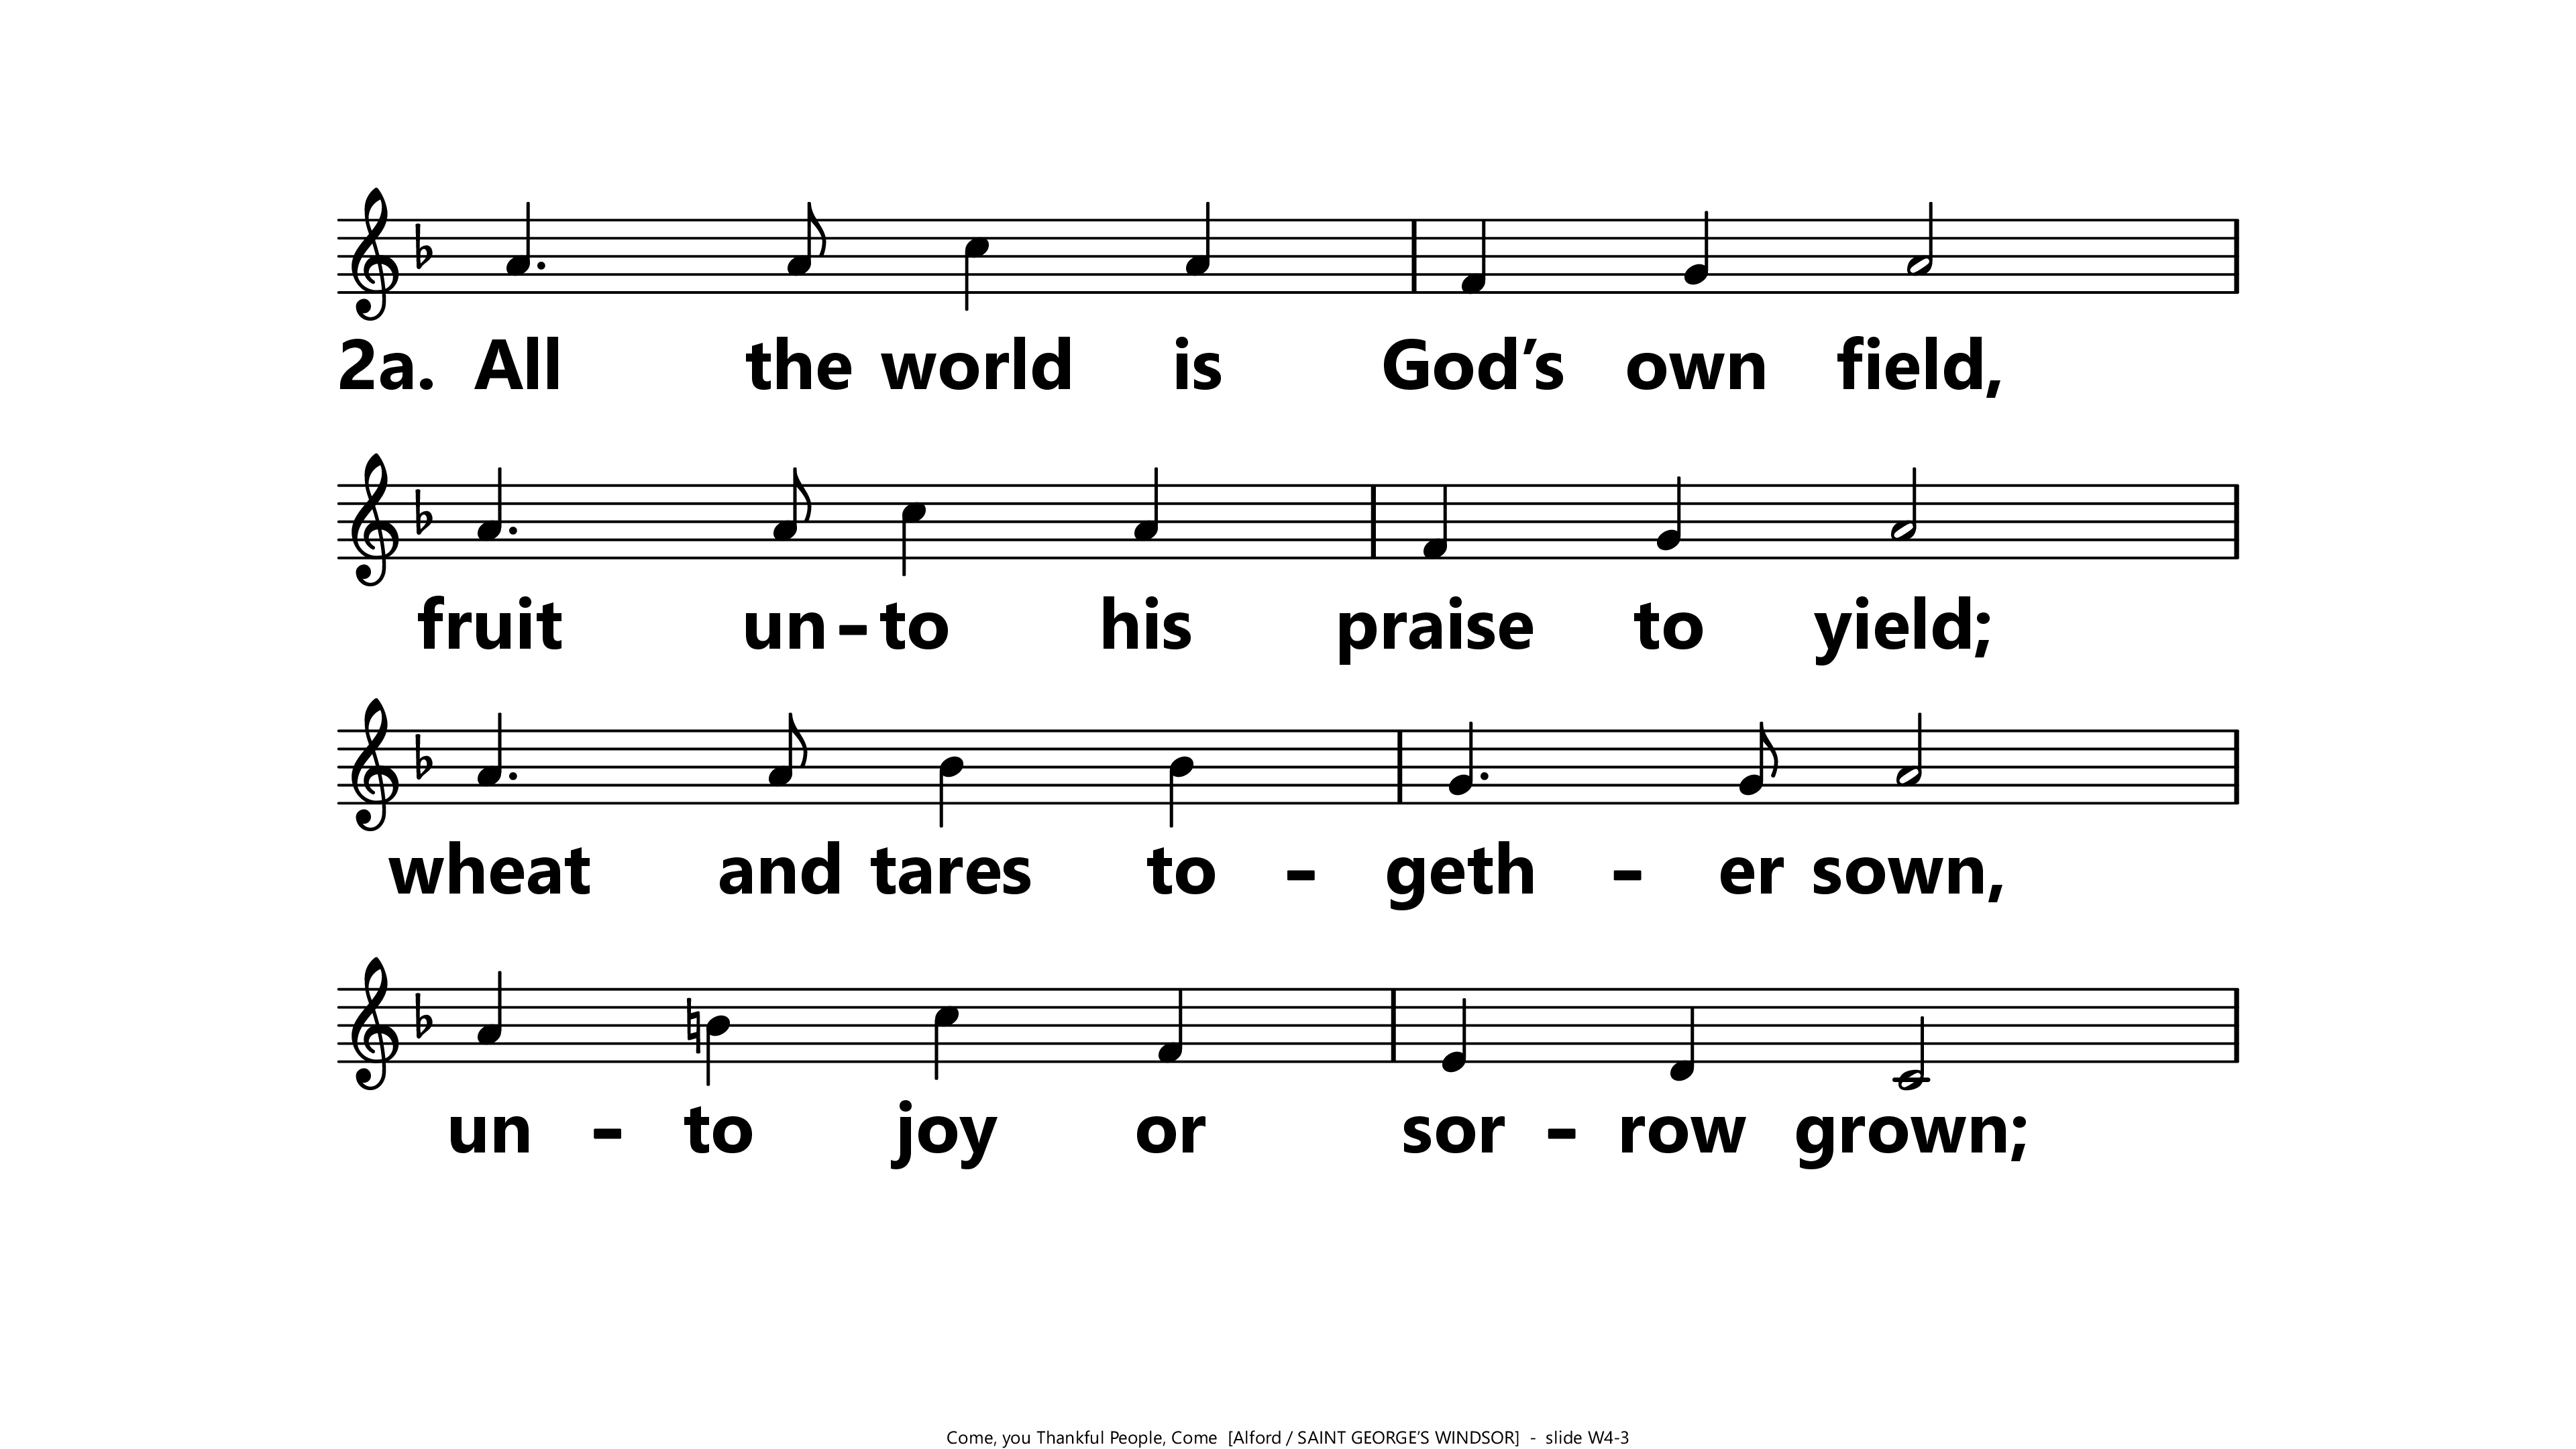 2a. All the world is God’s own field,
fruit un-to his praise to yield;
wheat and tares to - geth - er sown,
un - to joy or sor - row grown;
Come, you Thankful People, Come [Alford / SAINT GEORGE’S WINDSOR] - slide W4-3